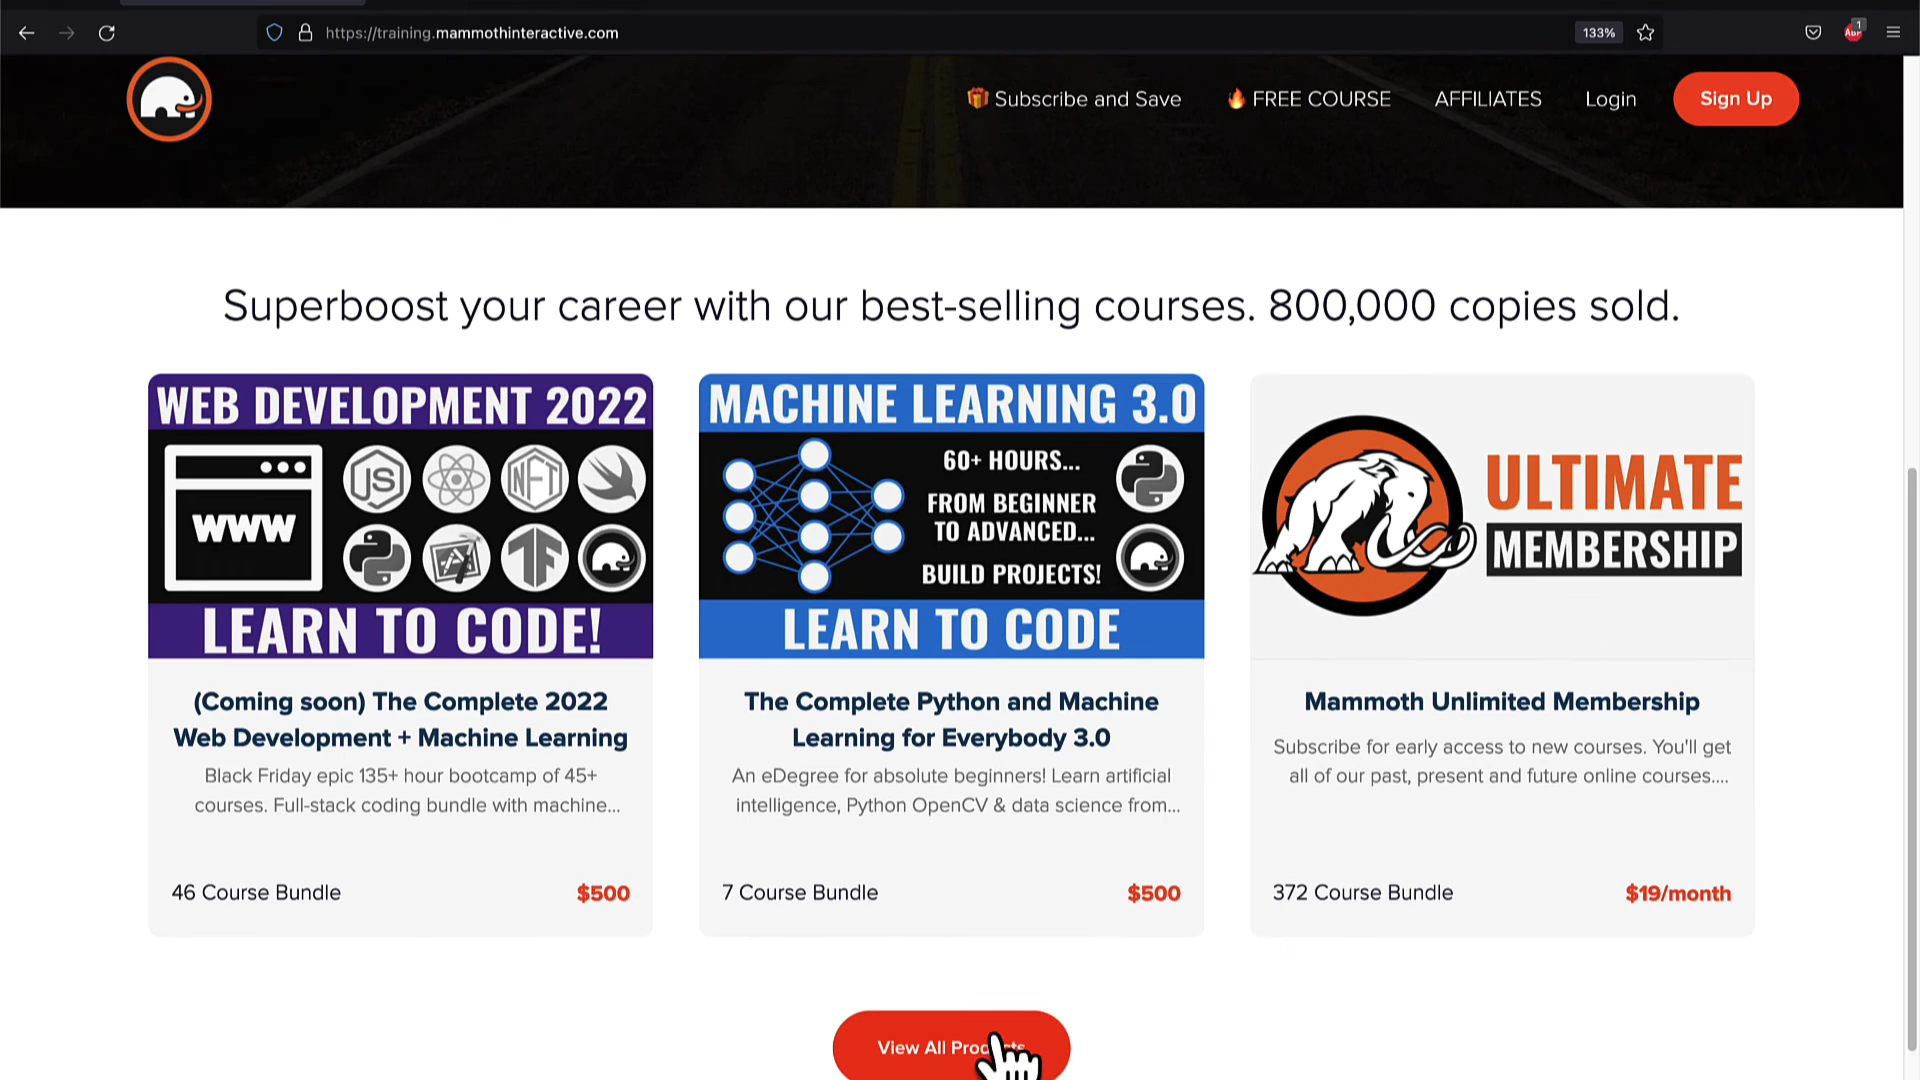 https://training.mammothinteractive.com
133%
1
ABP
Subscribe and Save
FREE COURSE
AFFILIATES
Login
Sign Up
Superboost your career with our best-selling courses. 800,000 copies sold.
WEB DEVELOPMENT 2022
WWW
JS
NFT
LEARN TO CODE!
(Coming soon) The Complete 2022
Web Development + Machine Learning
Black Friday epic 135+ hour bootcamp of 45+
courses. Full-stack coding bundle with machine...
46 Course Bundle
$500
MACHINE LEARNING 3.0
60+ HOURS...
FROM BEGINNER
TO ADVANCED...
BUILD PROJECTS!
LEARN TO CODE
The Complete Python and Machine
Learning for Everybody 3.0
An eDegree for absolute beginners! Learn artificial
intelligence, Python OpenCV & data science from...
7 Course Bundle
$500
ULTIMATE
MEMBERSHIP
Mammoth Unlimited Membership
Subscribe for early access to new courses. You'll get
all of our past, present and future online courses....
372 Course Bundle
$19/month
View All Products